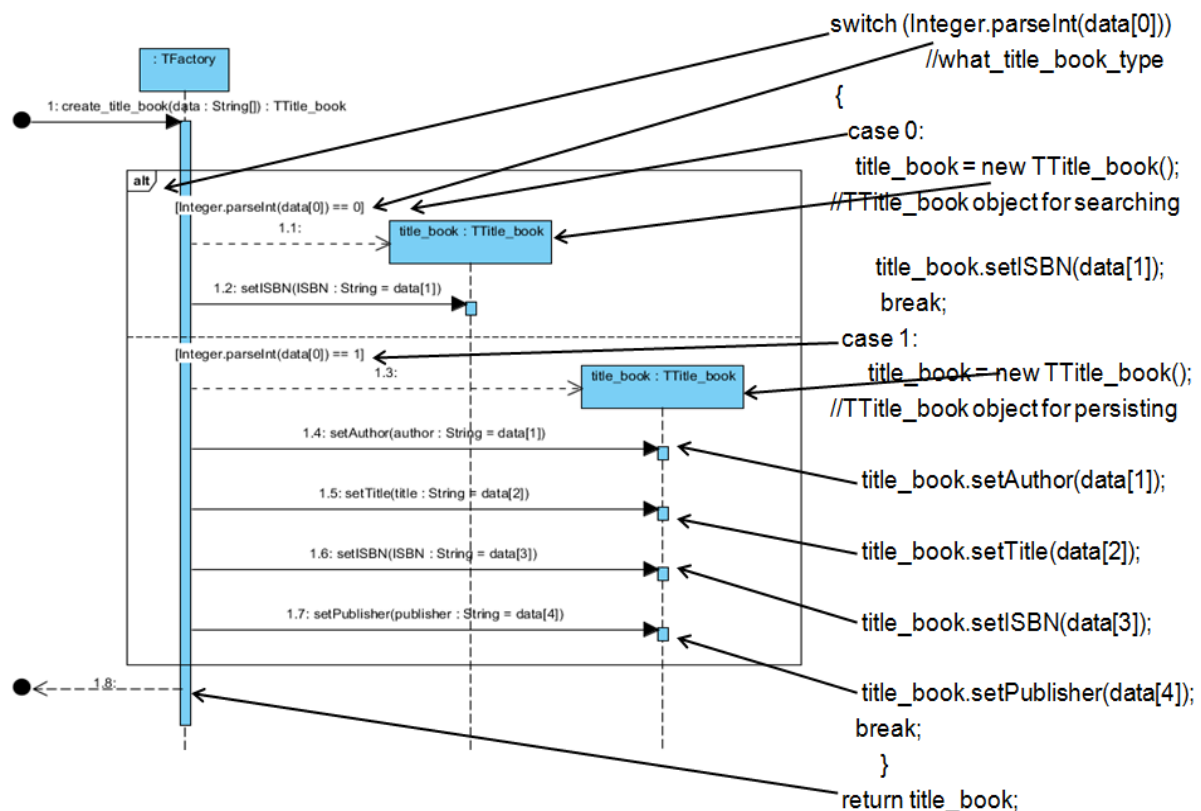 : TFactory
1: create_title_book(data : String[]) : TTitle_book
alt
[Integer.parseInt(data[0]) == 0]
1.1:
title_book : TTitle_book
1.2: setISBN(ISBN : String = data[1])
[Integer.parseInt(data[0]) == 1]
1.3:
title_book : TTitle_book
1.4: setAuthor(author : String = data[1])
1.5: setTitle(title : String = data[2])
1.6: setISBN(ISBN : String = data[3])
1.7: setPublisher(publisher : String = data[4])
1.8:
switch (Integer.parseInt(data[0]))
//what_title_book_type
{
case 0:
title_book = new TTitle_book();
//TTitle_book object for searching
title_book.setISBN(data[1]);
break;
case 1:
title_book = new TTitle_book();
//TTitle_book object for persisting
title_book.setAuthor(data[1]);
title_book.setTitle(data[2]);
title_book.setISBN(data[3]);
title_book.setPublisher(data[4]);
break;
}
return title_book;